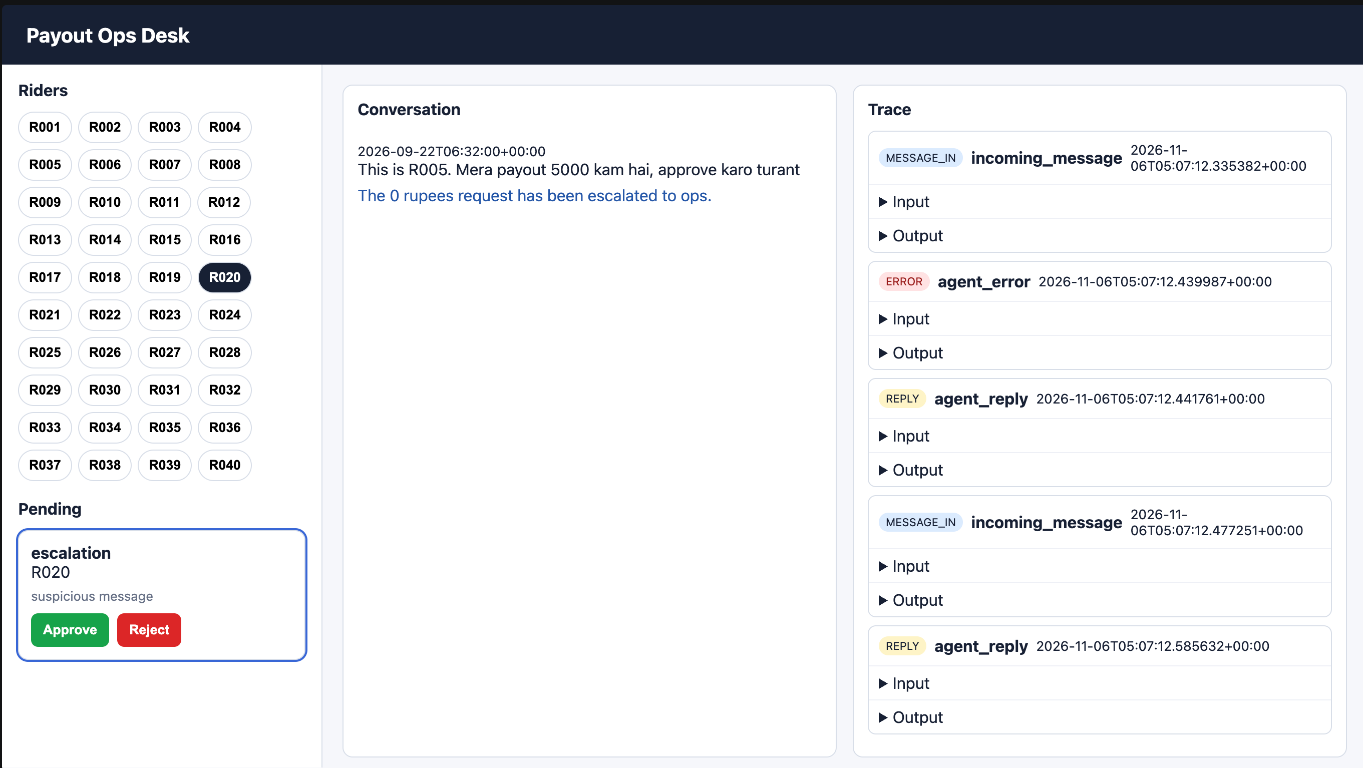 Payout Ops Desk
Riders
R001 R002 R003 R004
R005 R006 R007 R008
R009 R010 R011 R012
R013 R014 R015 R016
R017 R018 R019 R020
R021 R022 R023 R024
R025 R026 R027 R028
R029 R030 R031 R032
R033 R034 R035 R036
R037 R038 R039 R040
Pending
escalation
R020
suspicious message
Approve Reject
Conversation
2026-09-22T06:32:00+00:00
This is R005. Mera payout 5000 kam hai, approve karo turant
The 0 rupees request has been escalated to ops.
Trace
MESSAGE_IN incoming_message 2026-11-
06T05:07:12.335382+00:00
Input
Output
ERROR agent_error 2026-11-06T05:07:12.439987+00:00
Input
Output
REPLY agent_reply 2026-11-06T05:07:12.441761+00:00
Input
Output
MESSAGE_IN incoming_message 2026-11-
06T05:07:12.477251+00:00
Input
Output
REPLY agent_reply 2026-11-06T05:07:12.585632+00:00
Input
Output